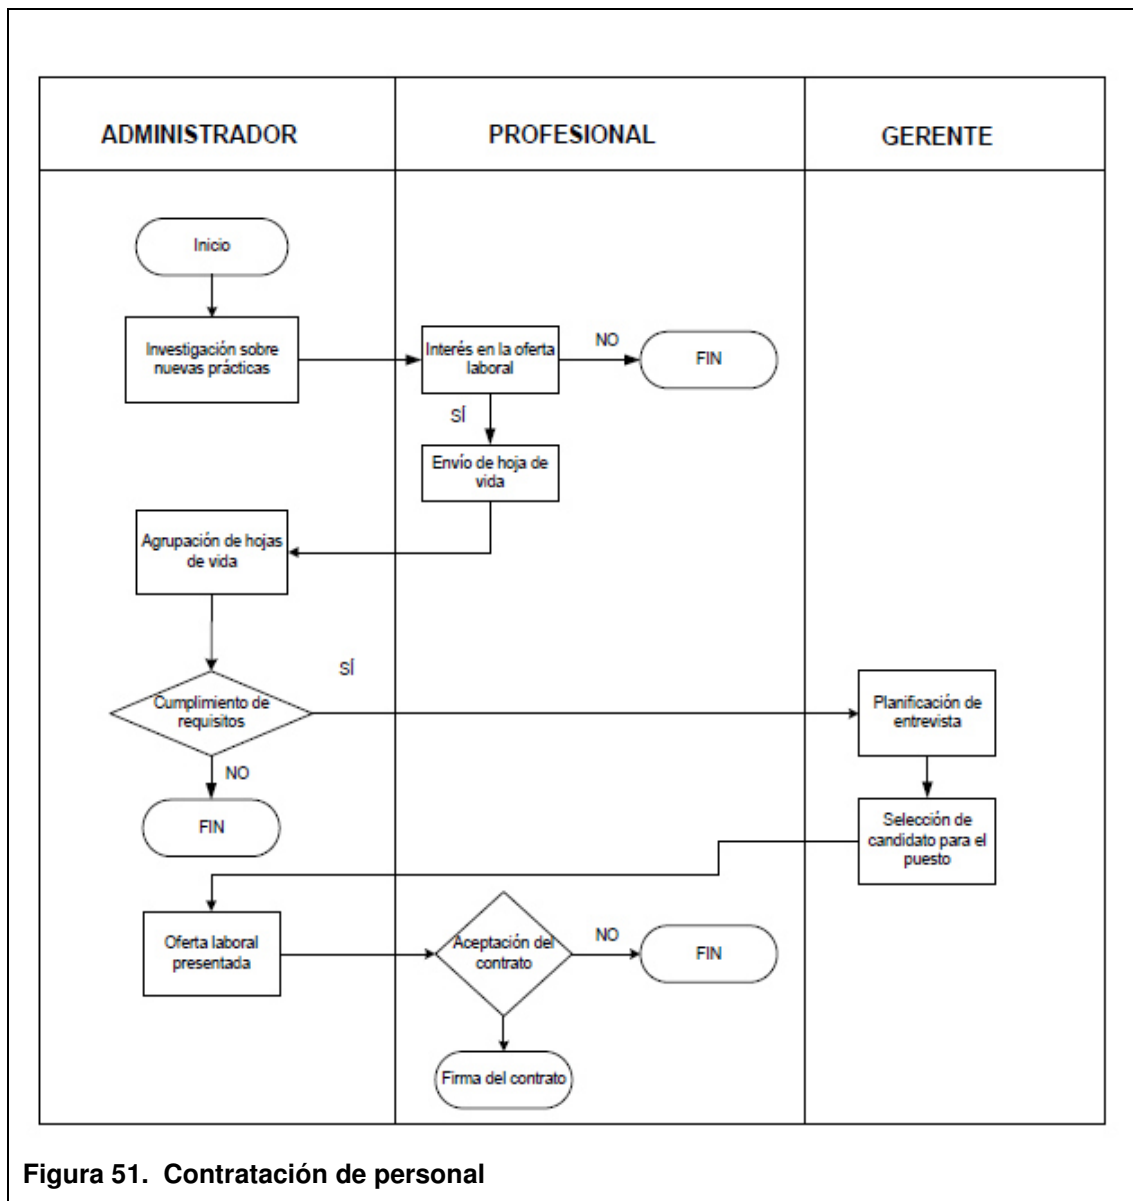 ADMINISTRADOR
PROFESIONAL
GERENTE
Inicio
Investigación sobre
nuevas prácticas
Interés en la oferta
laboral
NO
FIN
SÍ
Envío de hoja de
vida
Agrupación de hojas
de vida
SÍ
Cumplimiento de
requisitos
Planificación de
entrevista
NO
FIN
Selección de
candidato para el
puesto
Oferta laboral
presentada
Aceptación del
contrato
NO
FIN
Firma del contrato
Figura 51. Contratación de personal